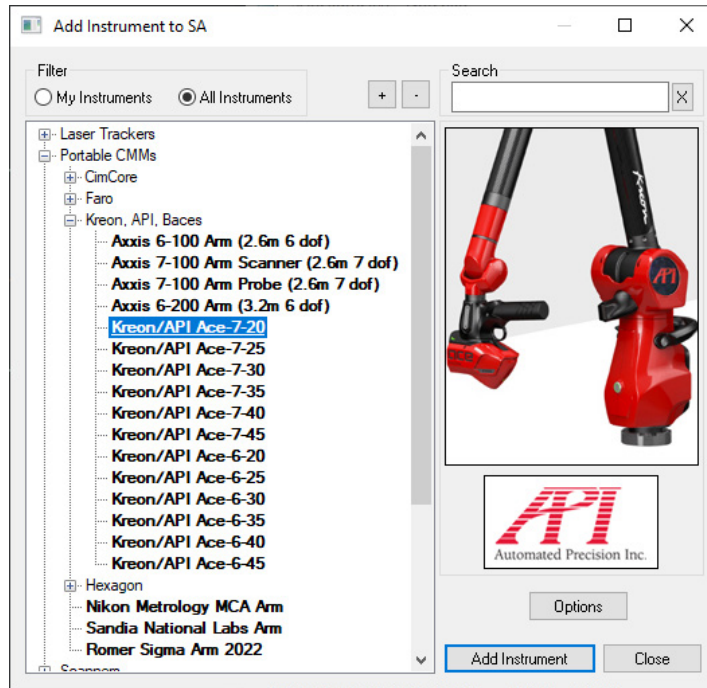 Add Instrument to SA
Filter
My Instruments All Instruments
+ -
Search
X
Laser Trackers
Portable CMMs
CimCore
Faro
Kreon, API, Baces
Axxis 6-100 Arm (2.6m 6 dof)
Axxis 7-100 Arm Scanner (2.6m 7 dof)
Axxis 7-100 Arm Probe (2.6m 7 dof)
Axxis 6-200 Arm (3.2m 6 dof)
Kreon/API Ace-7-20
Kreon/API Ace-7-25
Kreon/API Ace-7-30
Kreon/API Ace-7-35
Kreon/API Ace-7-40
Kreon/API Ace-7-45
Kreon/API Ace-6-20
Kreon/API Ace-6-25
Kreon/API Ace-6-30
Kreon/API Ace-6-35
Kreon/API Ace-6-40
Kreon/API Ace-6-45
Hexagon
Nikon Metrology MCA Arm
Sandia National Labs Arm
Romer Sigma Arm 2022
Scanners
Kreon
API
ace
API
Automated Precision Inc.
Options
Add Instrument
Close